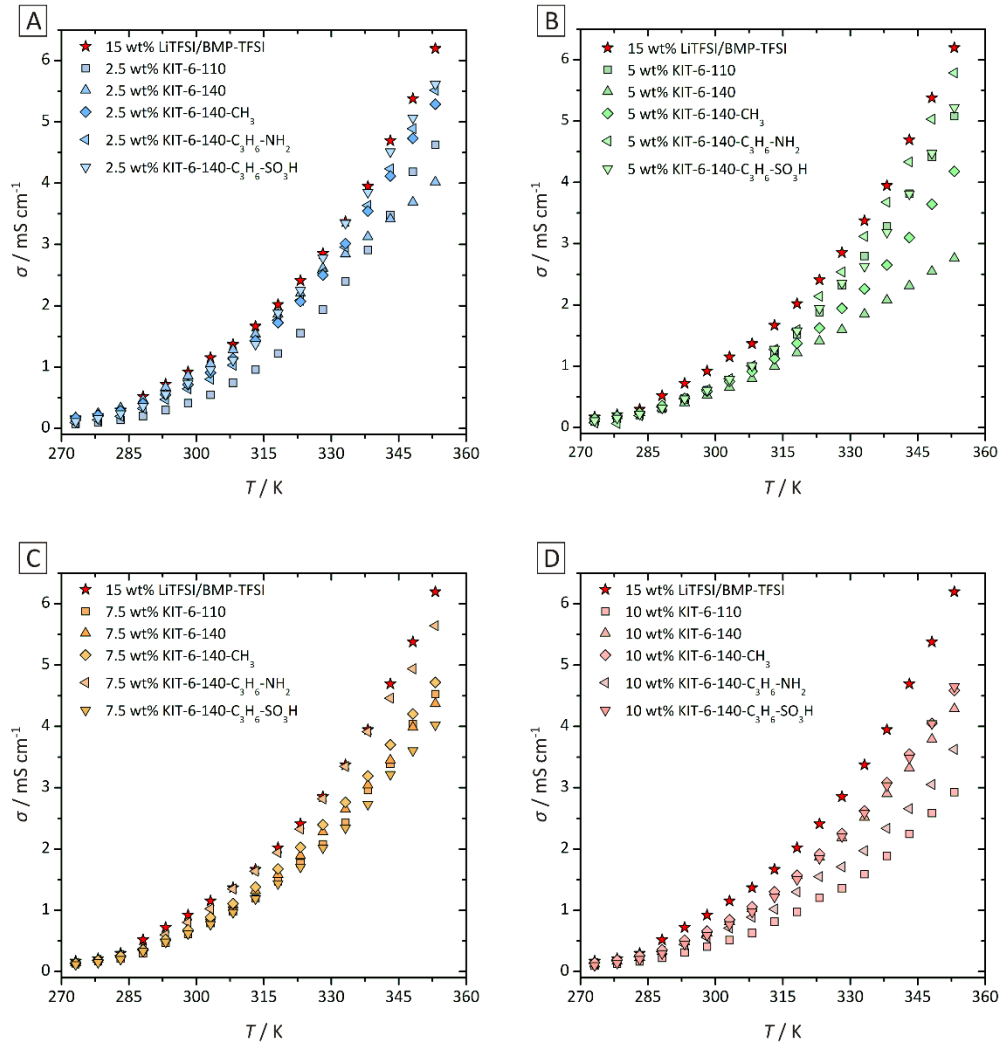 A
15 wt% LiTFSI/BMP-TFSI
2.5 wt% KIT-6-110
2.5 wt% KIT-6-140
2.5 wt% KIT-6-140-CH₃
2.5 wt% KIT-6-140-C₃H₆-NH₂
2.5 wt% KIT-6-140-C₃H₆-SO₃H
6
5
4
3
2
1
0
σ / mS cm⁻¹
270 285 300 315 330 345 360
T / K
B
15 wt% LiTFSI/BMP-TFSI
5 wt% KIT-6-110
5 wt% KIT-6-140
5 wt% KIT-6-140-CH₃
5 wt% KIT-6-140-C₃H₆-NH₂
5 wt% KIT-6-140-C₃H₆-SO₃H
6
5
4
3
2
1
0
σ / mS cm⁻¹
270 285 300 315 330 345 360
T / K
C
15 wt% LiTFSI/BMP-TFSI
7.5 wt% KIT-6-110
7.5 wt% KIT-6-140
7.5 wt% KIT-6-140-CH₃
7.5 wt% KIT-6-140-C₃H₆-NH₂
7.5 wt% KIT-6-140-C₃H₆-SO₃H
6
5
4
3
2
1
0
σ / mS cm⁻¹
270 285 300 315 330 345 360
T / K
D
15 wt% LiTFSI/BMP-TFSI
10 wt% KIT-6-110
10 wt% KIT-6-140
10 wt% KIT-6-140-CH₃
10 wt% KIT-6-140-C₃H₆-NH₂
10 wt% KIT-6-140-C₃H₆-SO₃H
6
5
4
3
2
1
0
σ / mS cm⁻¹
270 285 300 315 330 345 360
T / K